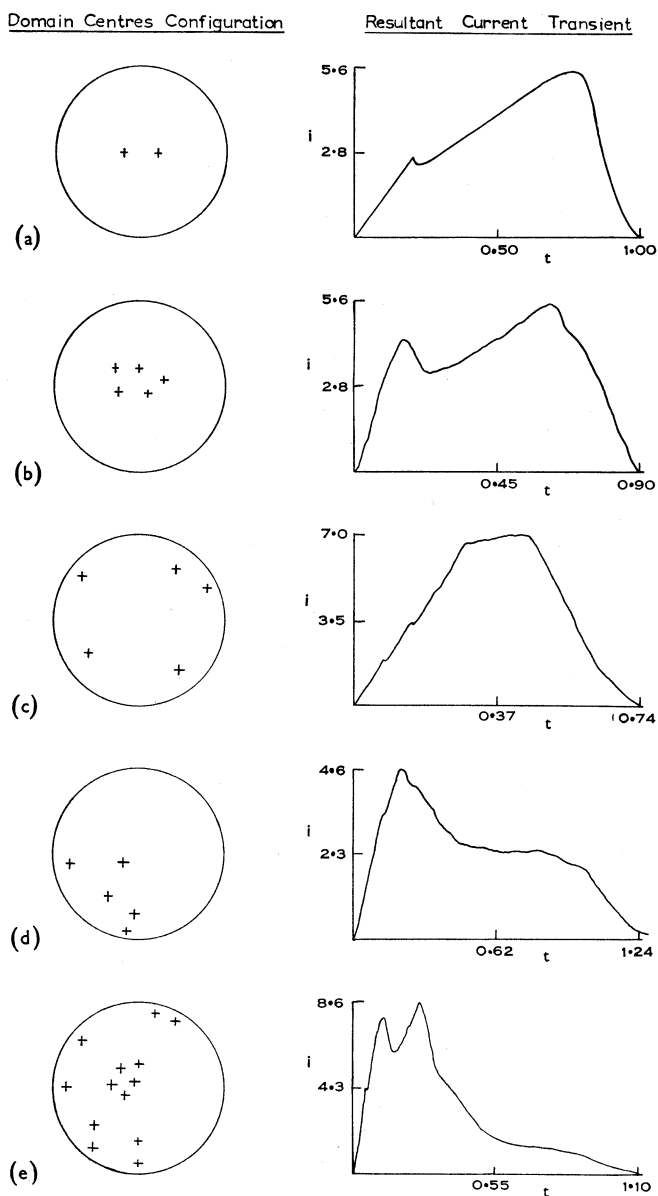 Domain Centres Configuration
Resultant Current Transient
(a)
5·6
i
2·8
0·50
1·00
t
(b)
5·6
i
2·8
0·45
0·90
t
(c)
7·0
i
3·5
0·37
0·74
t
(d)
4·6
i
2·3
0·62
1·24
t
(e)
8·6
i
4·3
0·55
1·10
t